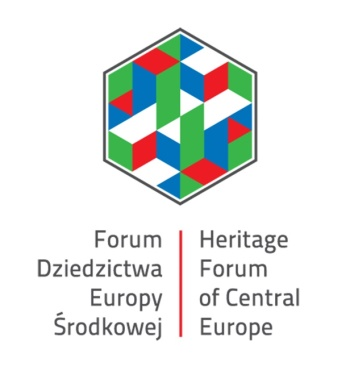 Forum
Dziedzictwa
Europy
Środkowej
Heritage
Forum
of Central
Europe